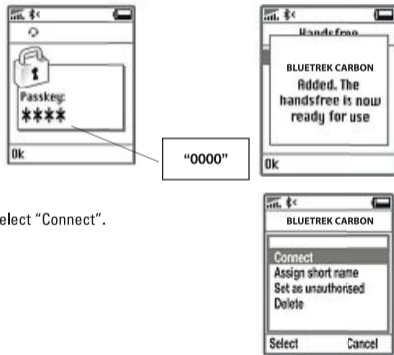 Passkey:
****
Ok
"0000"
Handsfree
BLUETREK CARBON
Added. The
handsfree is now
ready for use
Ok
elect "Connect".
BLUETREK CARBON
Connect
Assign short name
Set as unauthorised
Delete
Select Cancel